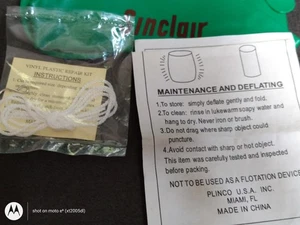 Sinclair
VINYL PLASTIC REPAIR KIT
INSTRUCTIONS
MAINTENANCE AND DEFLATING
1.To store: simply deflate gently and fold.
2.To clean: rinse in lukewarmsoapy water and
hang to dry. Never iron or brush.
3.Do not drag where sharp object could
puncture.
4.Avoid contact with sharp or hot object.
This item was carefully tested and inspected
before packing.
NOT TO BE USED AS A FLOTATION DEVICE
PLINCO U.S.A. INC.
MIAMI, FL
MADE IN CHINA
shot on moto e⁶ (xt2005dl)